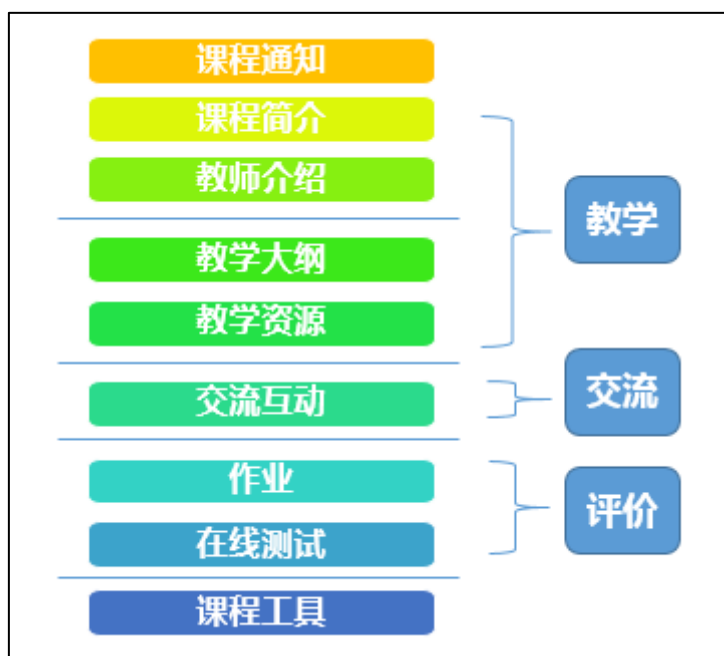 课程通知
课程简介
教师介绍
教学大纲
教学资源
交流互动
作业
在线测试
课程工具
教学
交流
评价